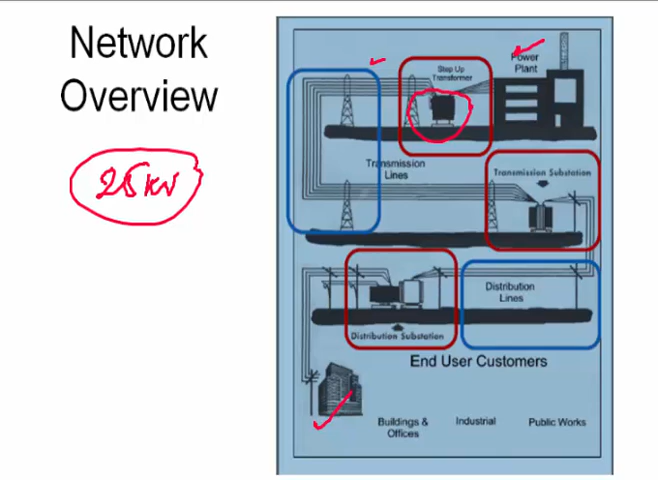 Network
Overview
25 kV
Step Up
Transformer
Power
Plant
Transmission
Lines
Transmission Substation
Distribution
Lines
Distribution Substation
End User Customers
Buildings &
Offices
Industrial
Public Works